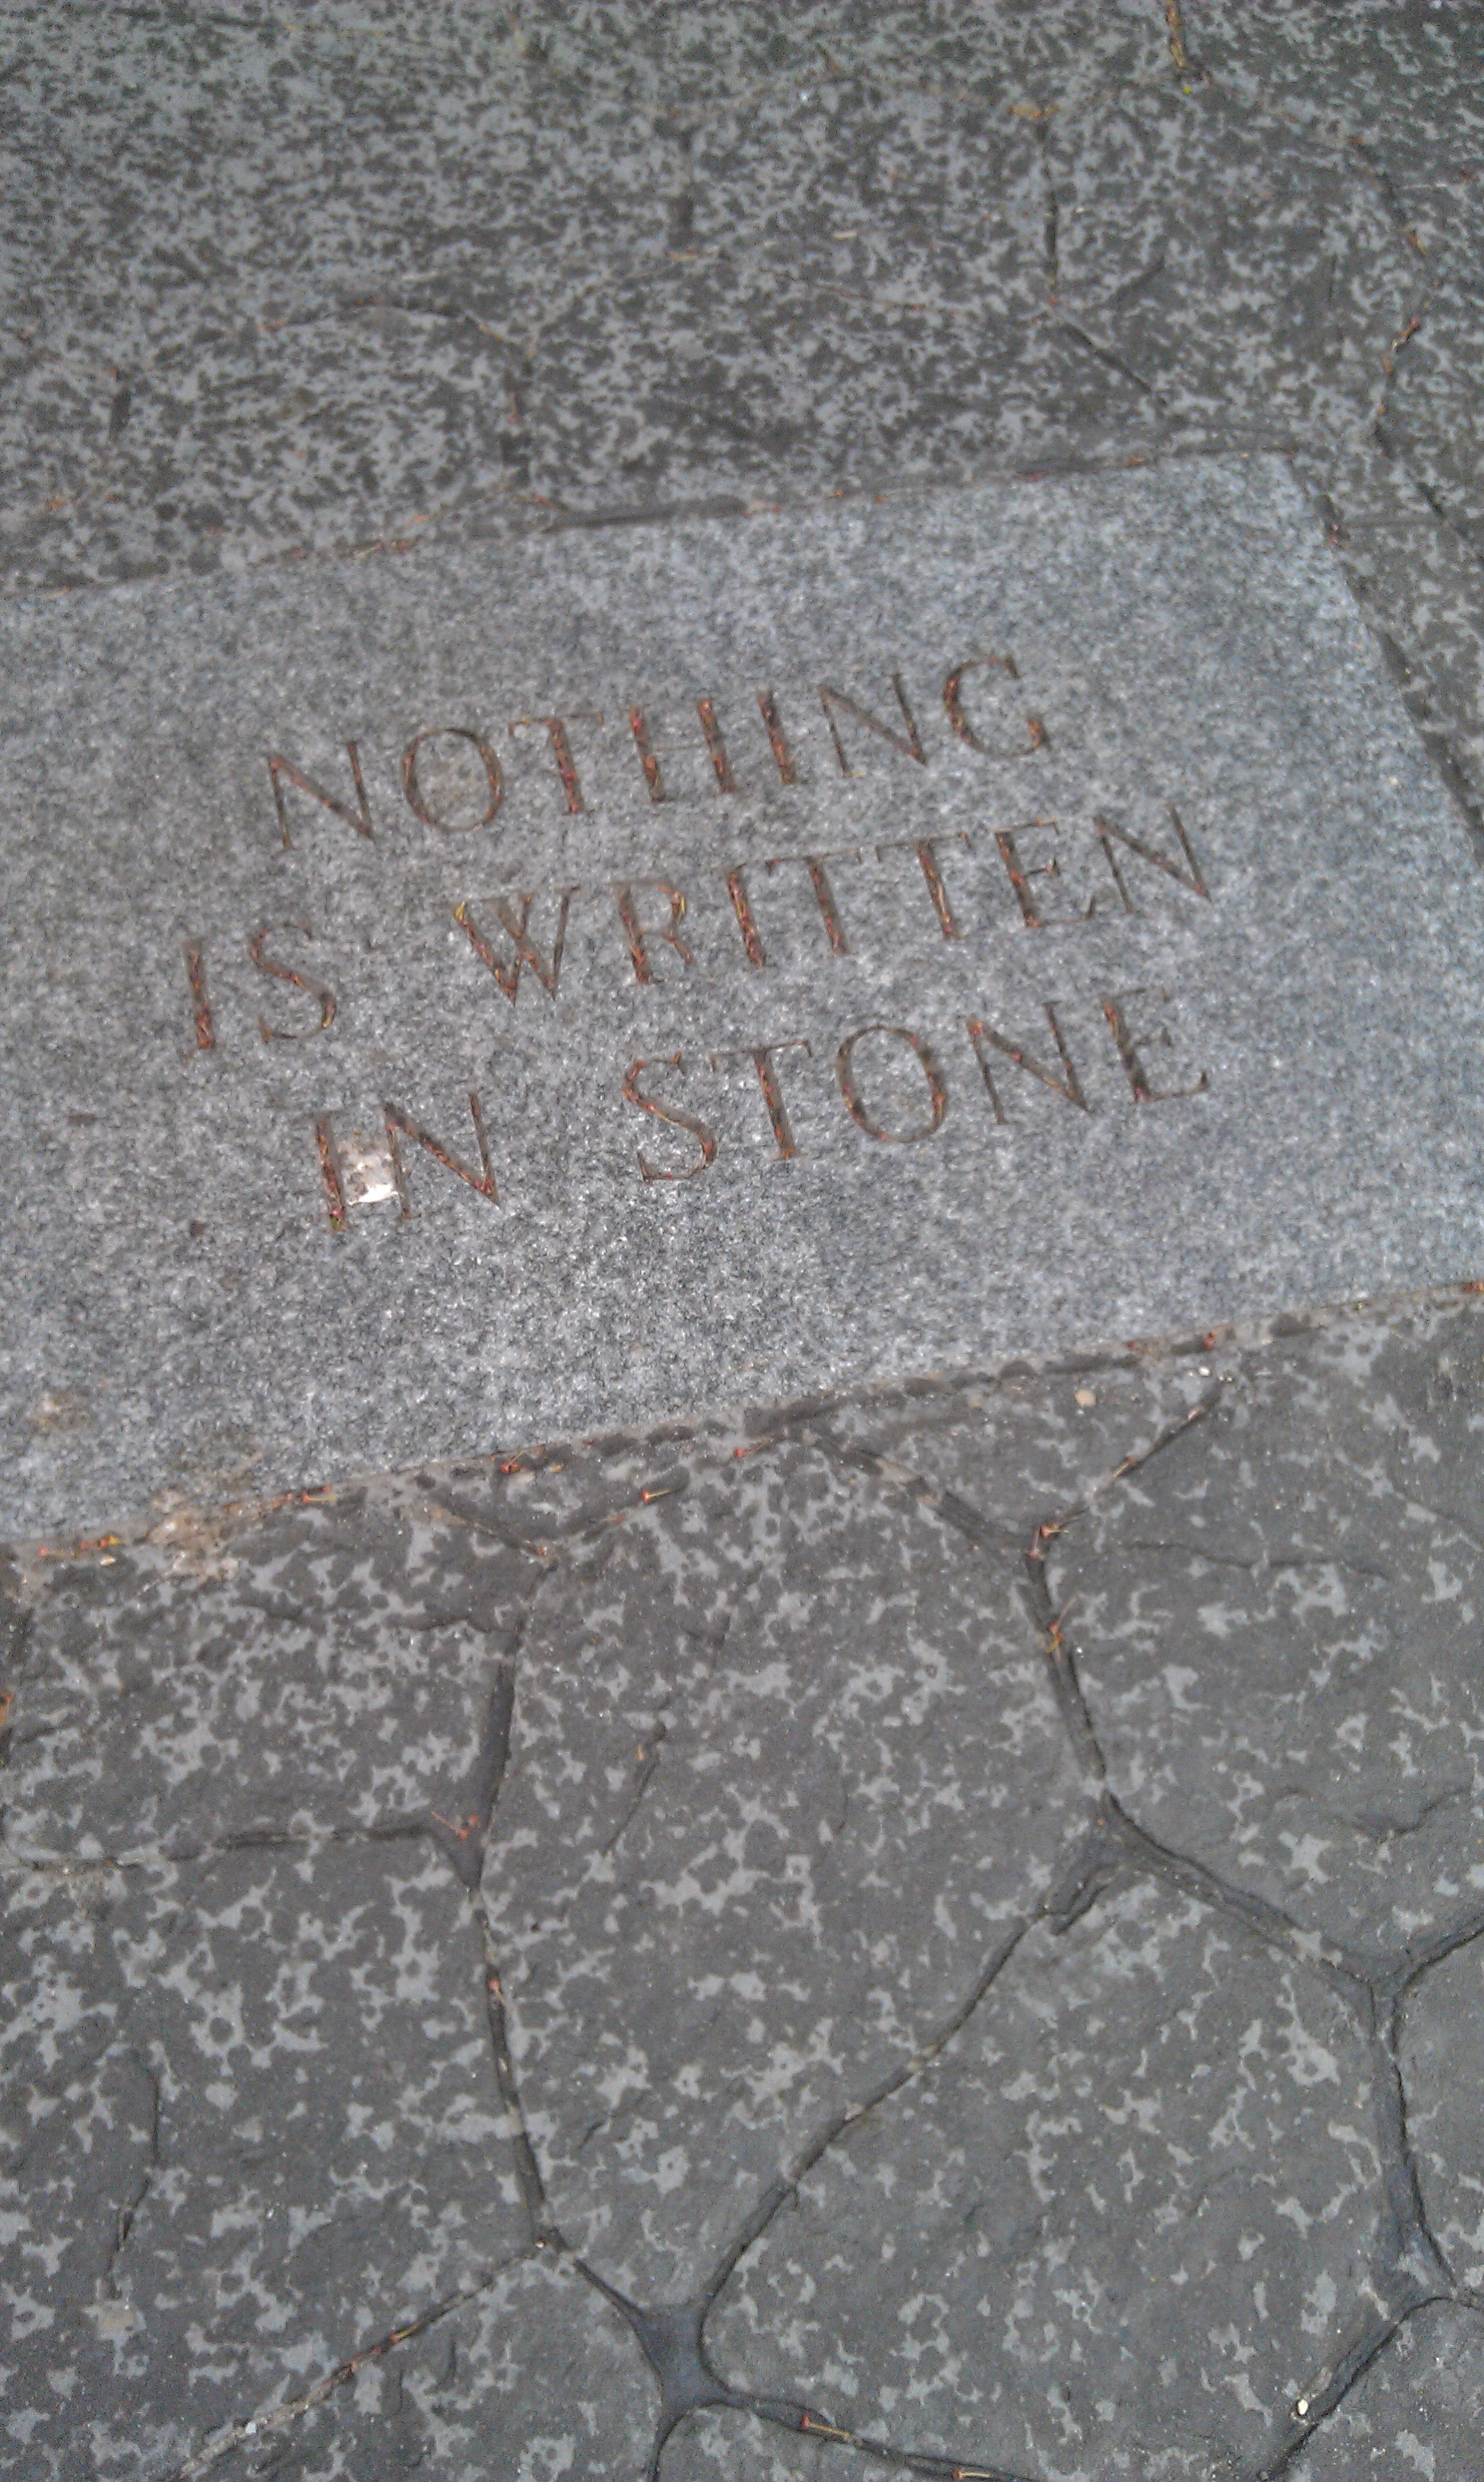 NOTHING
IS WRITTEN
IN STONE